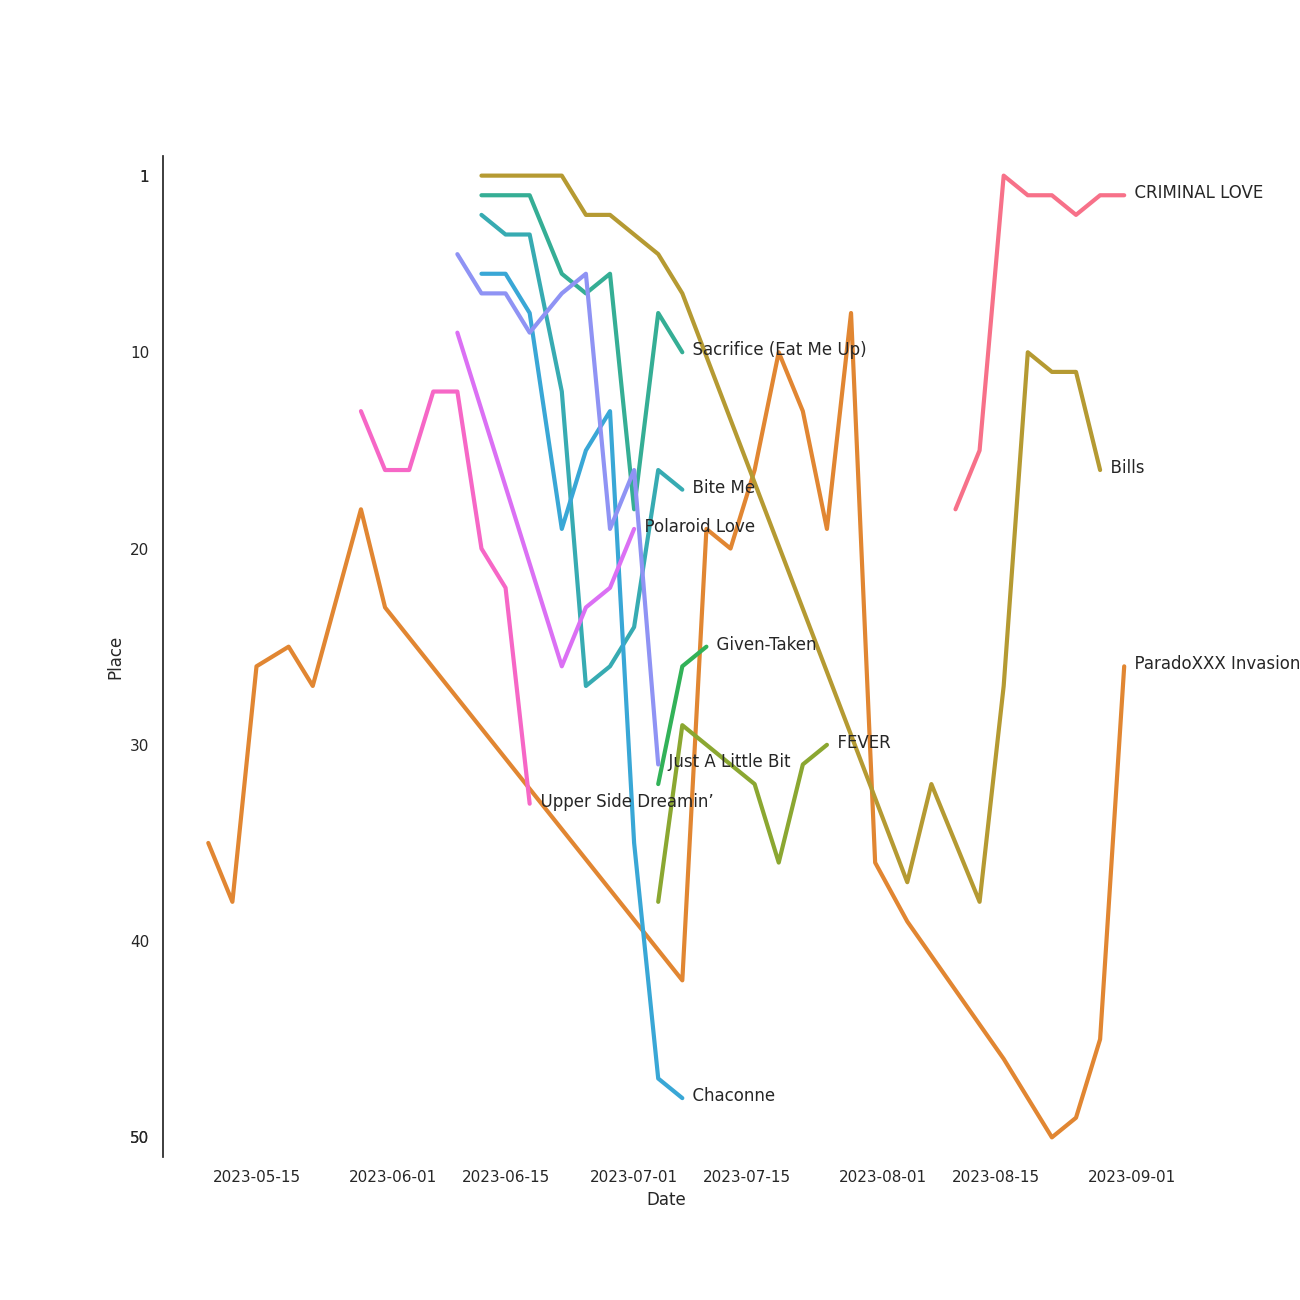 1
CRIMINAL LOVE
10
Sacrifice (Eat Me Up)
Bills
Bite Me
Polaroid Love
20
Given-Taken
Place
ParadoXXX Invasion
30
FEVER
Just A Little Bit
Upper Side Dreamin’
40
Chaconne
50
2023-05-15 2023-06-01 2023-06-15 2023-07-01 2023-07-15 2023-08-01 2023-08-15 2023-09-01
Date